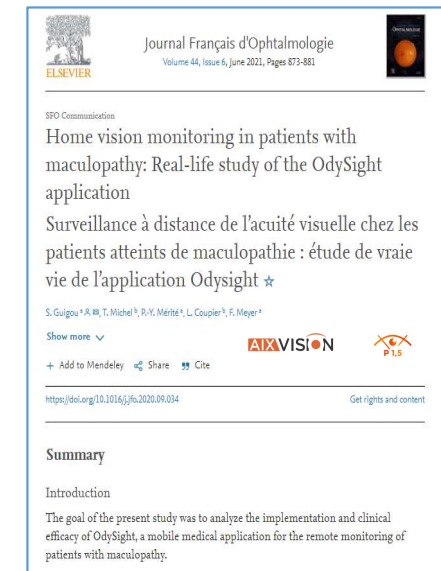 ELSEVIER
Journal Français d'Ophtalmologie
Volume 44, Issue 6, June 2021, Pages 873-881
SFO Communication
Home vision monitoring in patients with
maculopathy: Real-life study of the OdySight
application
Surveillance à distance de l'acuité visuelle chez les
patients atteints de maculopathie : étude de vraie
vie de l'application Odysight
S. Guigou ᵃ, T. Michel ᵇ, P.-Y. Mérité ᵃ, L. Coupier ᵇ, F. Meyer ᵃ
Show more
AIXVISION
P 1,5
+ Add to Mendeley Share Cite
https://doi.org/10.1016/j.jfo.2020.09.034 Get rights and content
Summary
Introduction
The goal of the present study was to analyze the implementation and clinical
efficacy of OdySight, a mobile medical application for the remote monitoring of
patients with maculopathy.